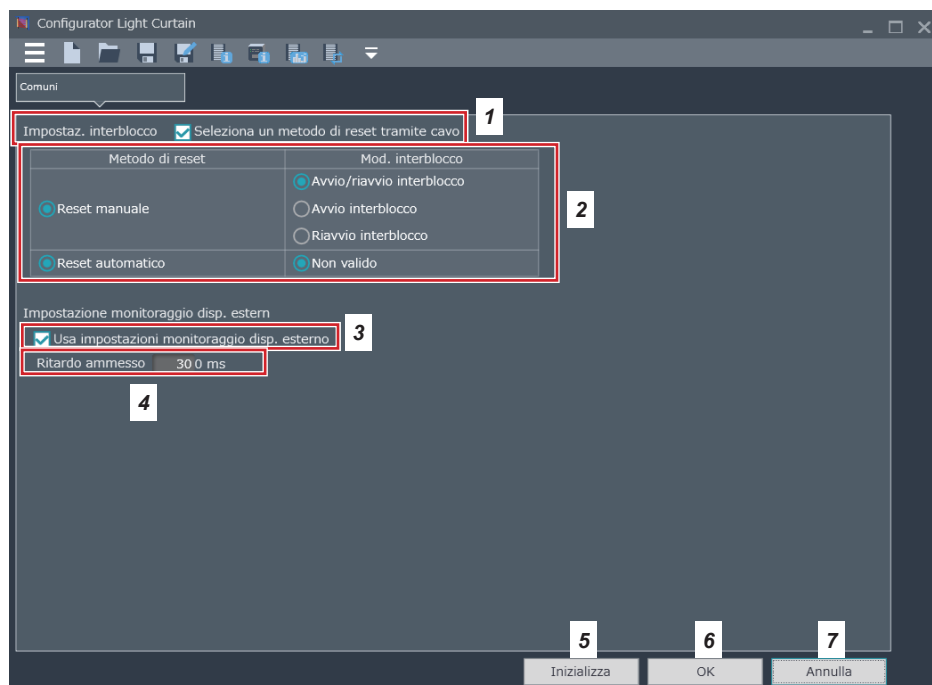 Configurator Light Curtain
Comuni
1
Impostaz. interblocco Seleziona un metodo di reset tramite cavo
Metodo di reset Mod. interblocco
Avvio/riavvio interblocco
Reset manuale Avvio interblocco
2
Riavvio interblocco
Reset automatico Non valido
Impostazione monitoraggio disp. estern
Usa impostazioni monitoraggio disp. esterno
3
Ritardo ammesso 30 0 ms
4
5 6 7
Inizializza OK Annulla